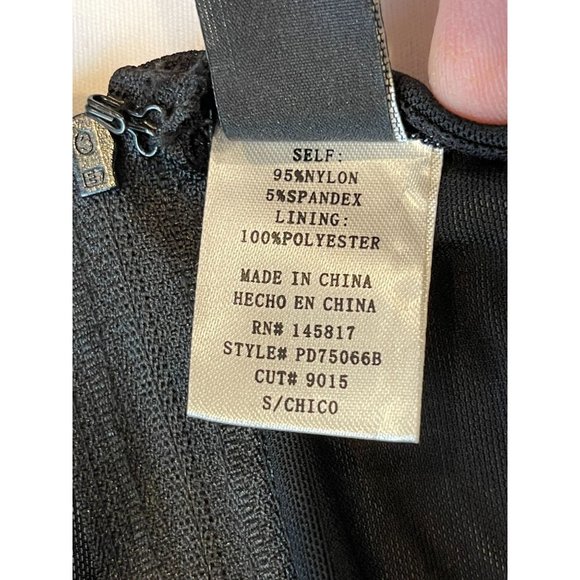 SELF:
95%NYLON
5%SPANDEX
LINING:
100%POLYESTER
MADE IN CHINA
HECHO EN CHINA
RN# 145817
STYLE# PD75066B
CUT# 9015
S/CHICO